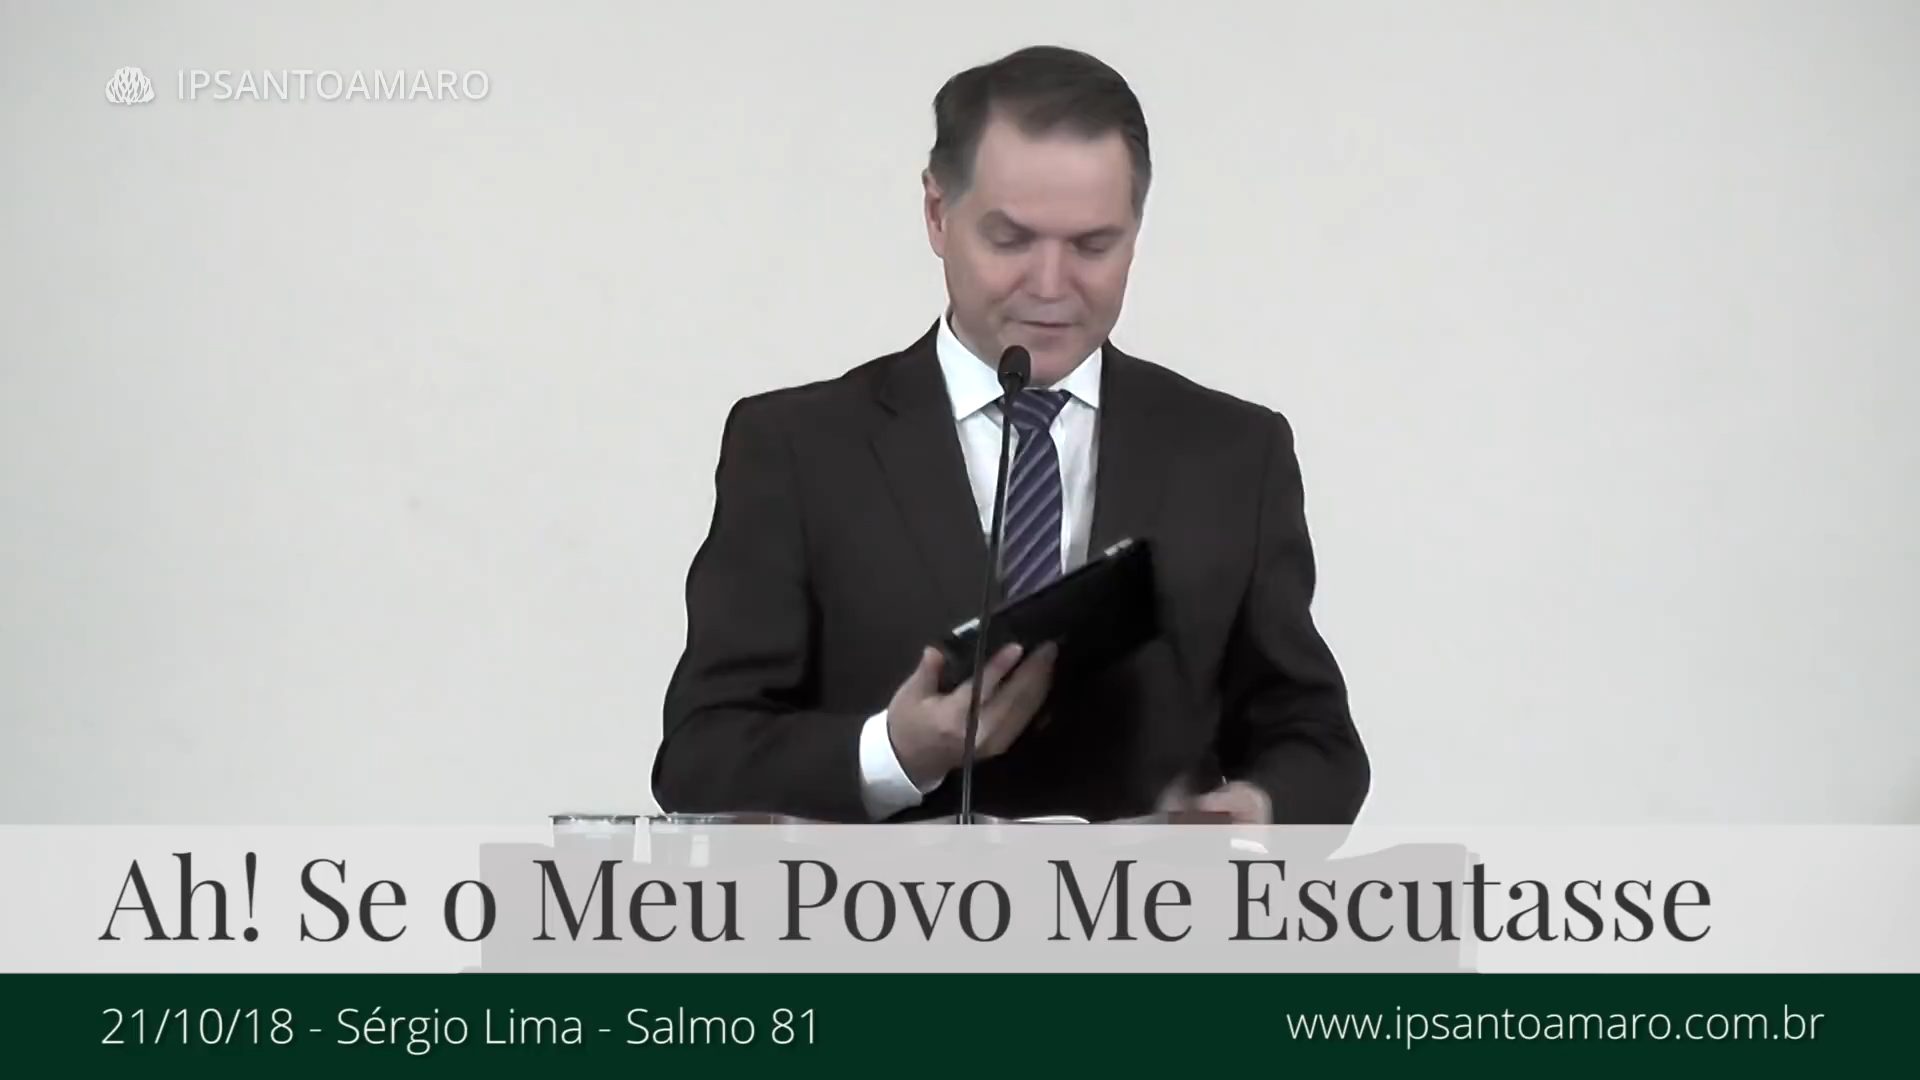 IPSANTOAMARO
Ah! Se o Meu Povo Me Escutasse
21/10/18 - Sérgio Lima - Salmo 81
www.ipsantoamaro.com.br